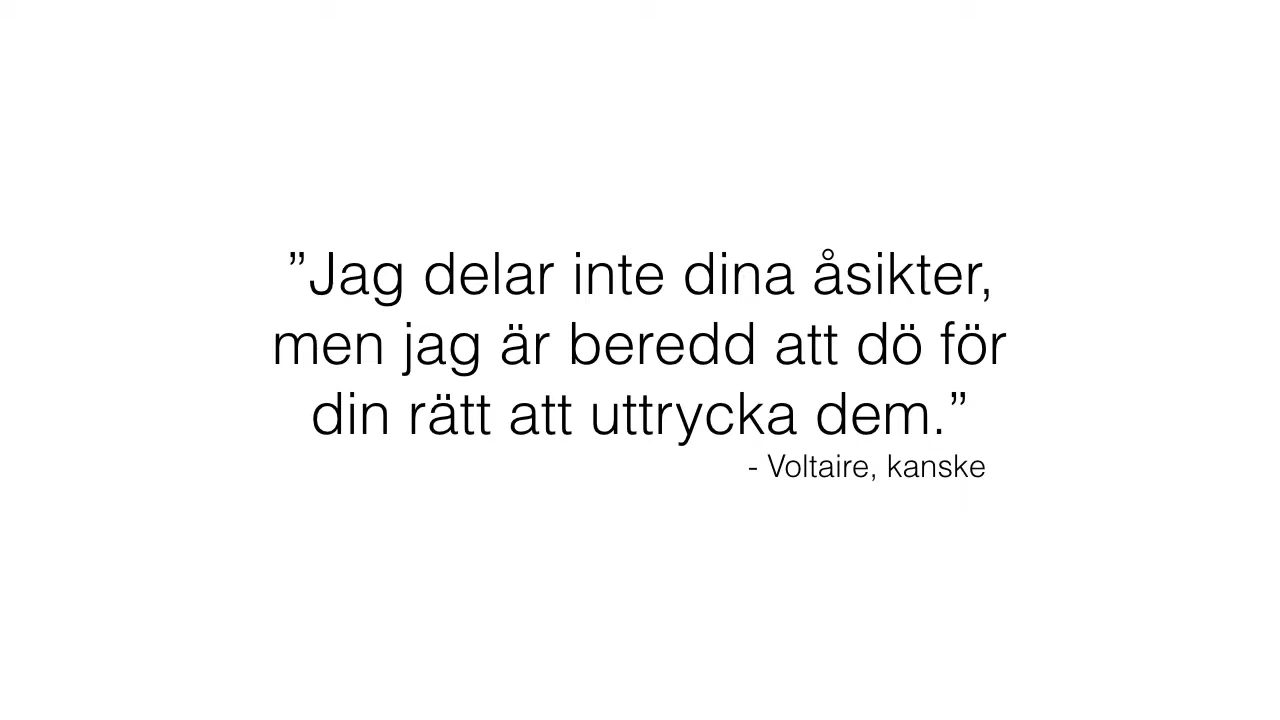 ”Jag delar inte dina åsikter,
men jag är beredd att dö för
din rätt att uttrycka dem.”
- Voltaire, kanske